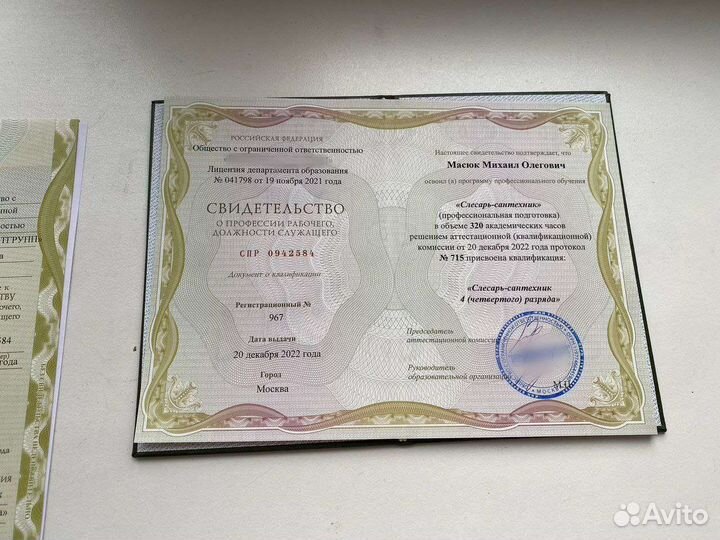 РОССИЙСКАЯ ФЕДЕРАЦИЯ
Общество с ограниченной ответственностью
Лицензия департамента образования
№ 041798 от 19 ноября 2021 года
СВИДЕТЕЛЬСТВО
О ПРОФЕССИИ РАБОЧЕГО,
ДОЛЖНОСТИ СЛУЖАЩЕГО
СПР 0942584
Документ о квалификации
Регистрационный №
967
Дата выдачи
20 декабря 2022 года
Город
Москва
Настоящее свидетельство подтверждает, что
Масюк Михаил Олегович
освоил (а) программу профессионального обучения
«Слесарь-сантехник»
(профессиональная подготовка)
в объеме 320 академических часов
решением аттестационной (квалификационной)
комиссии от 20 декабря 2022 года протокол
№ 715 присвоена квалификация:
«Слесарь-сантехник
4 (четвертого) разряда»
Председатель
аттестационной комиссии
Руководитель
образовательной организации
М.П.
Avito